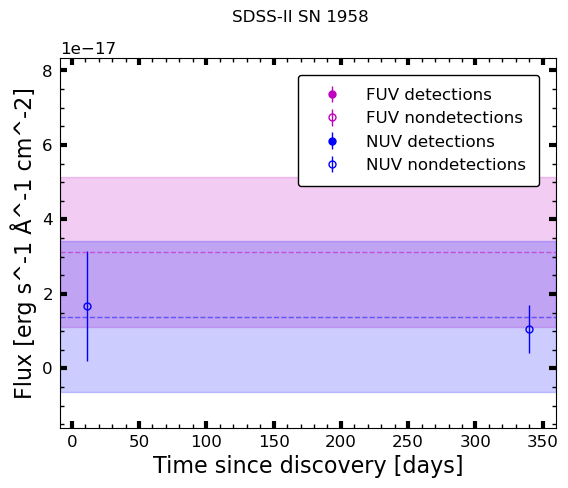 SDSS-II SN 1958
1e−17
FUV detections
FUV nondetections
NUV detections
NUV nondetections
8
6
4
2
0
Flux [erg s^-1 Å^-1 cm^-2]
0 50 100 150 200 250 300 350
Time since discovery [days]